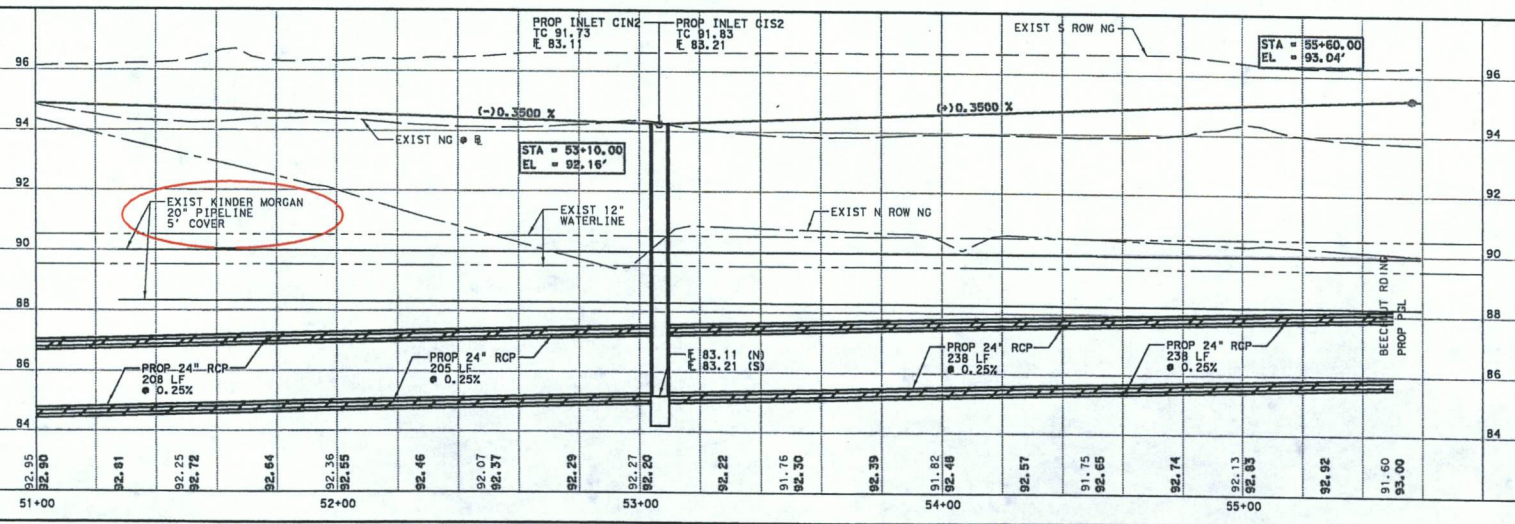 PROP INLET CIN2
TC 91.73
FL 83.11
PROP INLET CIS2
TC 91.83
FL 83.21
EXIST S ROW NG
STA = 55+60.00
EL = 93.04'
96
96
(-)0.3500 %
(+)0.3500 %
94
EXIST NG @ BL
94
STA = 53+10.00
EL = 92.16'
92
92
EXIST KINDER MORGAN
20" PIPELINE
5' COVER
EXIST 12"
WATERLINE
EXIST N ROW NG
90
90
88
88
86
86
PROP 24" RCP
208 LF
@ 0.25%
PROP 24" RCP
205 LF
@ 0.25%
FL 83.11 (N)
FL 83.21 (S)
PROP 24" RCP
238 LF
@ 0.25%
PROP 24" RCP
238 LF
@ 0.25%
BEECHNUT RDING
PROP PGL
84
84
92.95
92.90
92.81
92.25
92.72
92.64
92.36
92.55
92.46
92.07
92.37
92.29
92.27
92.20
92.22
91.76
92.30
92.39
91.82
92.48
92.57
91.75
92.65
92.74
92.13
92.83
92.92
91.60
93.00
51+00
52+00
53+00
54+00
55+00